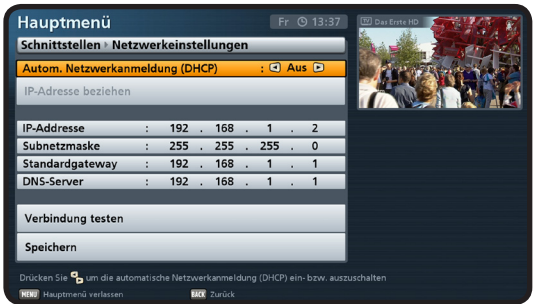 Hauptmenü
Fr 13:37
TV Das Erste HD
Schnittstellen Netzwerkeinstellungen
Autom. Netzwerkanmeldung (DHCP) : Aus
IP-Adresse beziehen
IP-Addresse : 192 . 168 . 1 . 2
Subnetzmaske : 255 . 255 . 255 . 0
Standardgateway : 192 . 168 . 1 . 1
DNS-Server : 192 . 168 . 1 . 1
Verbindung testen
Speichern
Drücken Sie um die automatische Netzwerkanmeldung (DHCP) ein- bzw. auszuschalten
MENU Hauptmenü verlassen BACK Zurück